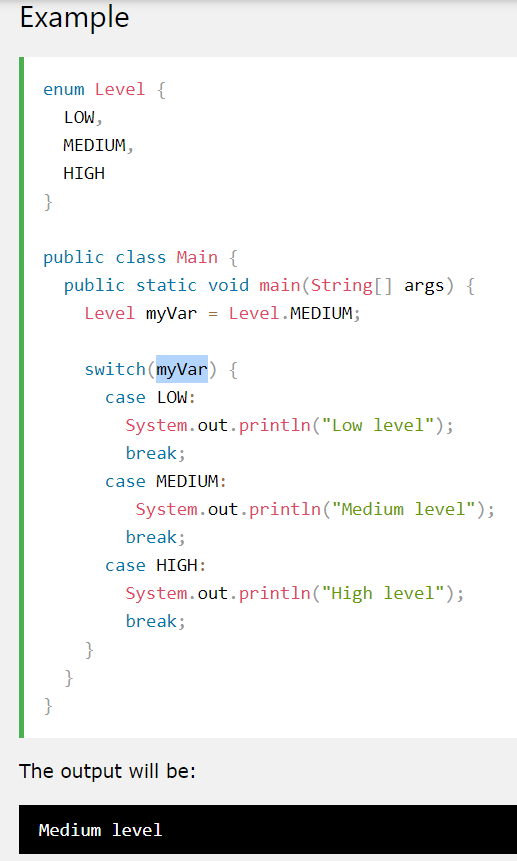 Example
enum Level {
  LOW,
  MEDIUM,
  HIGH
}
public class Main {
  public static void main(String[] args) {
    Level myVar = Level.MEDIUM;
    switch(myVar) {
      case LOW:
        System.out.println("Low level");
        break;
      case MEDIUM:
         System.out.println("Medium level");
        break;
      case HIGH:
        System.out.println("High level");
        break;
    }
  }
}
The output will be:
Medium level